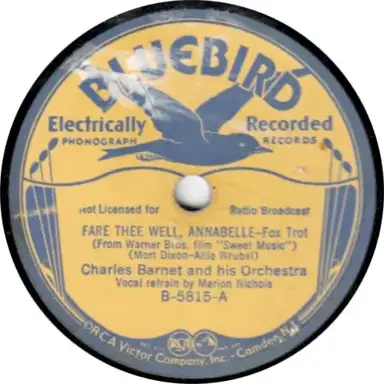 BLUEBIRD
Electrically Recorded
PHONOGRAPH RECORDS
Not Licensed for Radio Broadcast
FARE THEE WELL, ANNABELLE—Fox Trot
(From Warner Bros. film "Sweet Music")
(Mort Dixon-Allie Wrubel)
Charles Barnet and his Orchestra
Vocal refrain by Marion Nichols
B-5815-A
RCA Victor Company, Inc.-Camden, N.J.